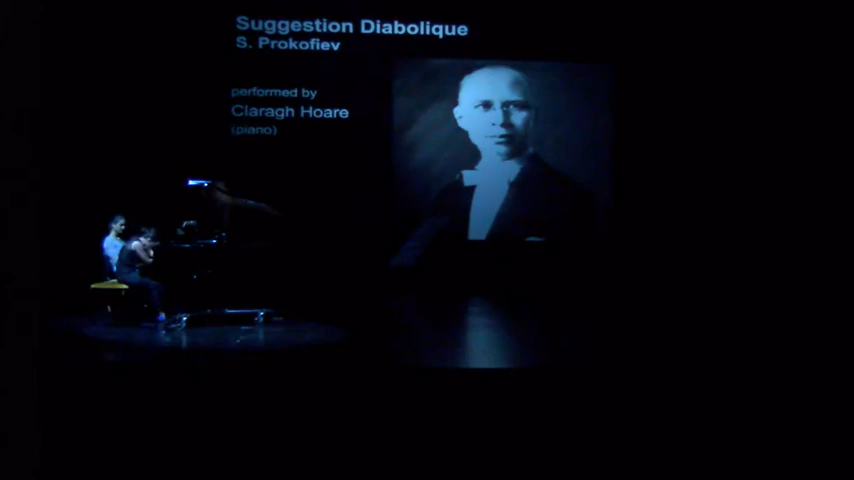 Suggestion Diabolique
S. Prokofiev
performed by
Claragh Hoare
(piano)